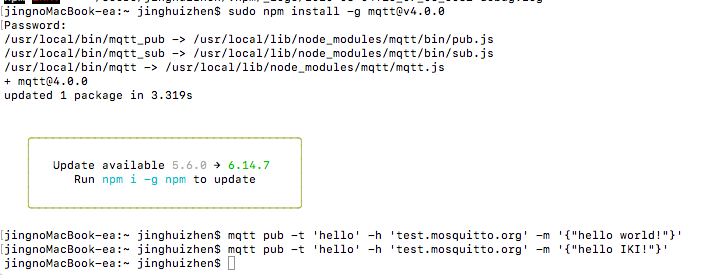 jingnoMacBook-ea:~ jinghuizhen$ sudo npm install -g mqtt@v4.0.0
Password:
/usr/local/bin/mqtt_pub -> /usr/local/lib/node_modules/mqtt/bin/pub.js
/usr/local/bin/mqtt_sub -> /usr/local/lib/node_modules/mqtt/bin/sub.js
/usr/local/bin/mqtt -> /usr/local/lib/node_modules/mqtt/mqtt.js
+ mqtt@4.0.0
updated 1 package in 3.319s
Update available 5.6.0 → 6.14.7
Run npm i -g npm to update
[jingnoMacBook-ea:~ jinghuizhen$ mqtt pub -t 'hello' -h 'test.mosquitto.org' -m '{"hello world!"}'
[jingnoMacBook-ea:~ jinghuizhen$ mqtt pub -t 'hello' -h 'test.mosquitto.org' -m '{"hello IKI!"}'
jingnoMacBook-ea:~ jinghuizhen$